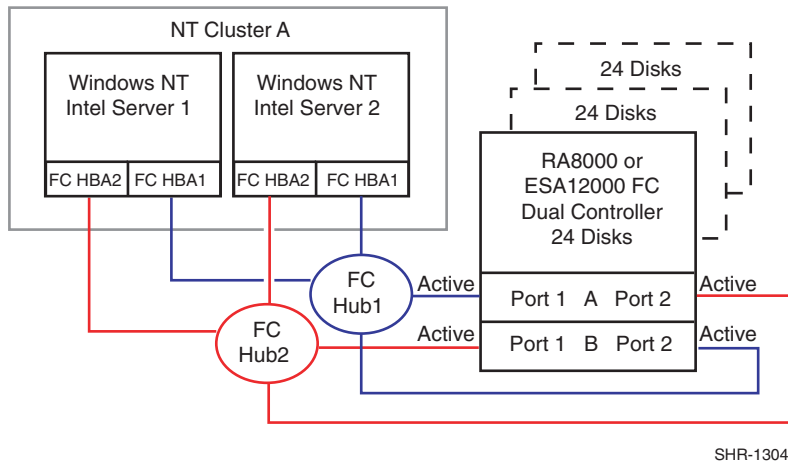 NT Cluster A
Windows NT
Intel Server 1
Windows NT
Intel Server 2
FC HBA2
FC HBA1
FC HBA2
FC HBA1
24 Disks
24 Disks
RA8000 or
ESA12000 FC
Dual Controller
24 Disks
FC
Hub1
Active
Port 1 A Port 2
Active
FC
Hub2
Active
Port 1 B Port 2
Active
SHR-1304